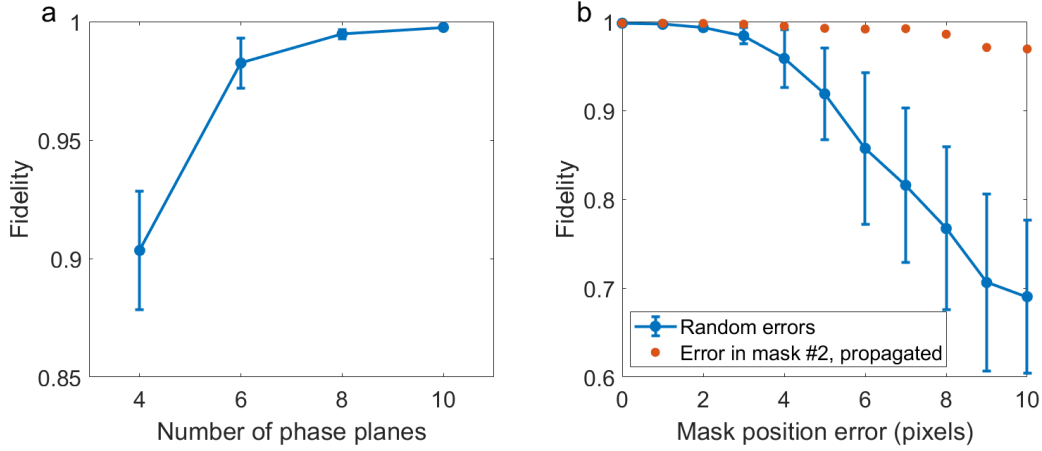 a
1
0.95
0.9
0.85
Fidelity
4
6
8
10
Number of phase planes
b
1
0.9
0.8
0.7
0.6
Fidelity
Random errors
Error in mask #2, propagated
0
2
4
6
8
10
Mask position error (pixels)